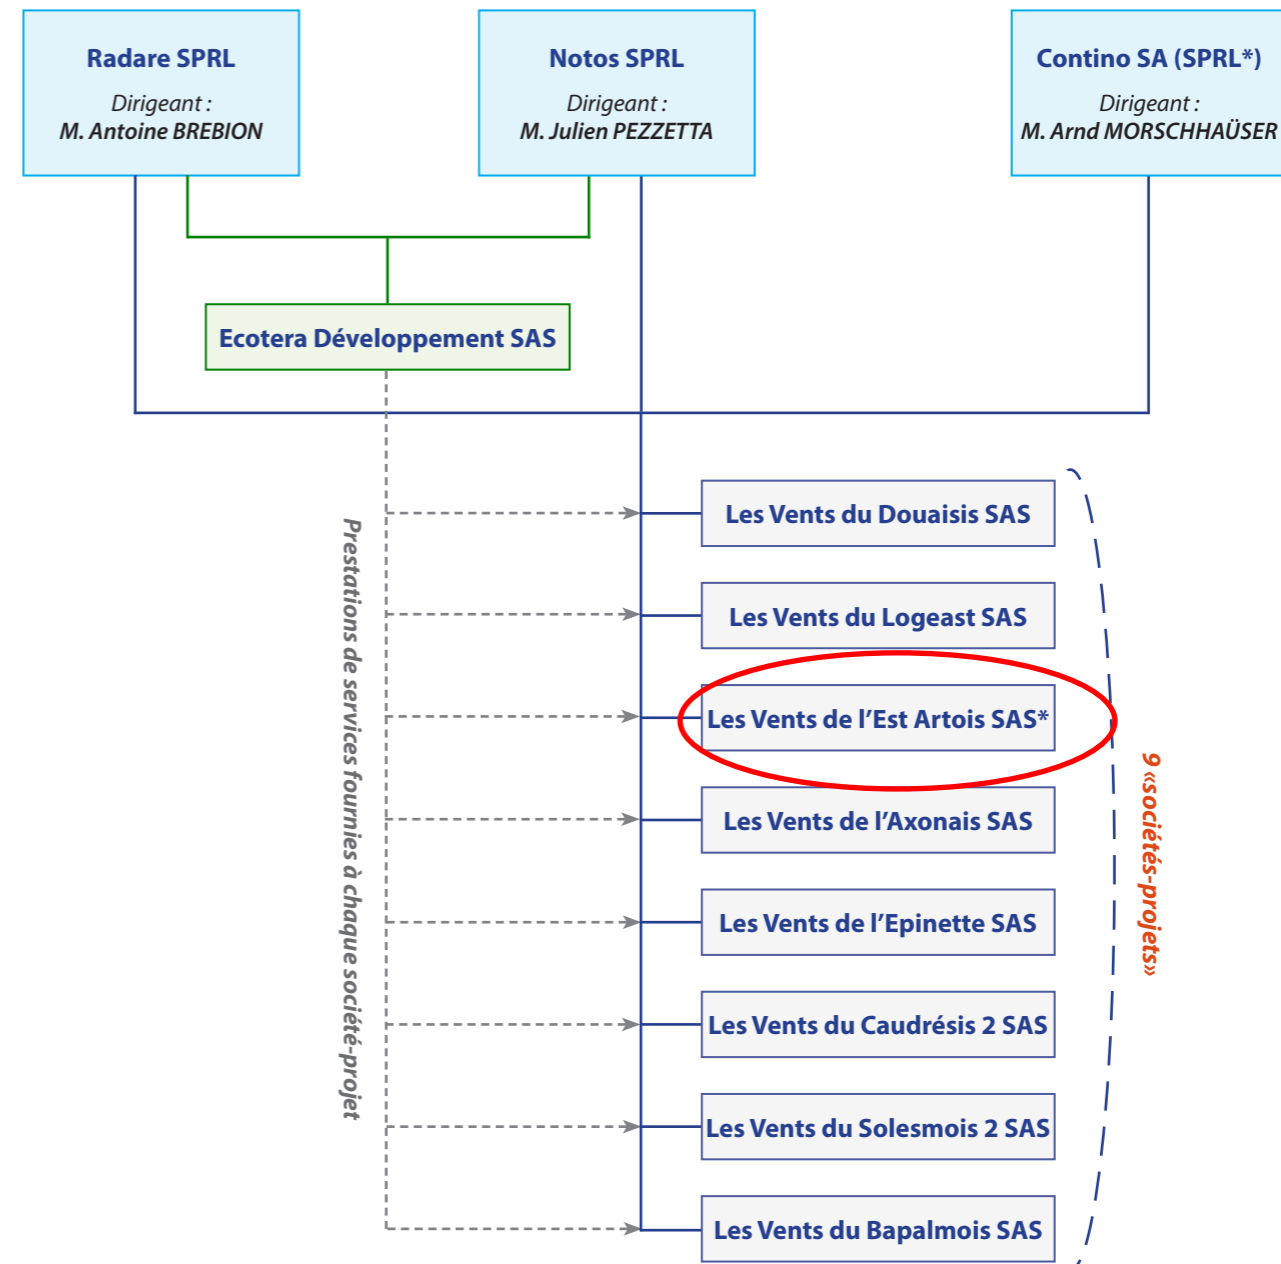 Radare SPRL
Dirigeant :
M. Antoine BREBION
Notos SPRL
Dirigeant :
M. Julien PEZZETTA
Contino SA (SPRL*)
Dirigeant :
M. Arnd MORSCHHAÜSER
Ecotera Développement SAS
Prestations de services fournies à chaque société-projet
Les Vents du Douaisis SAS
Les Vents du Logeast SAS
Les Vents de l'Est Artois SAS*
Les Vents de l'Axonais SAS
Les Vents de l'Epinette SAS
Les Vents du Caudrésis 2 SAS
Les Vents du Solesmois 2 SAS
Les Vents du Bapalmois SAS
9 «sociétés-projets»